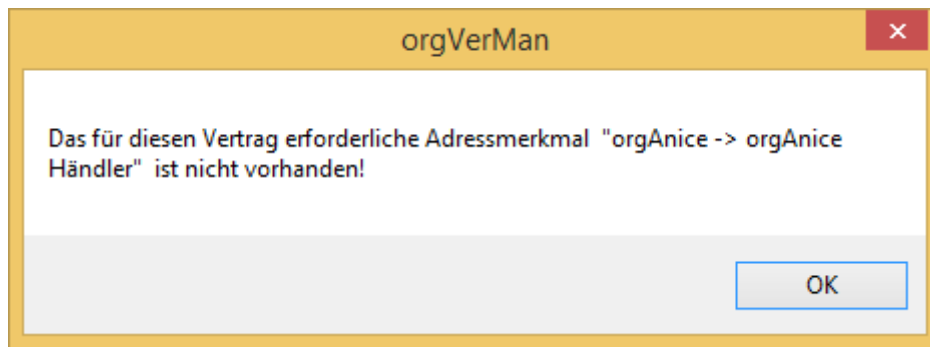 orgVerMan
Das für diesen Vertrag erforderliche Adressmerkmal  "orgAnice -> orgAnice
Händler"  ist nicht vorhanden!
OK